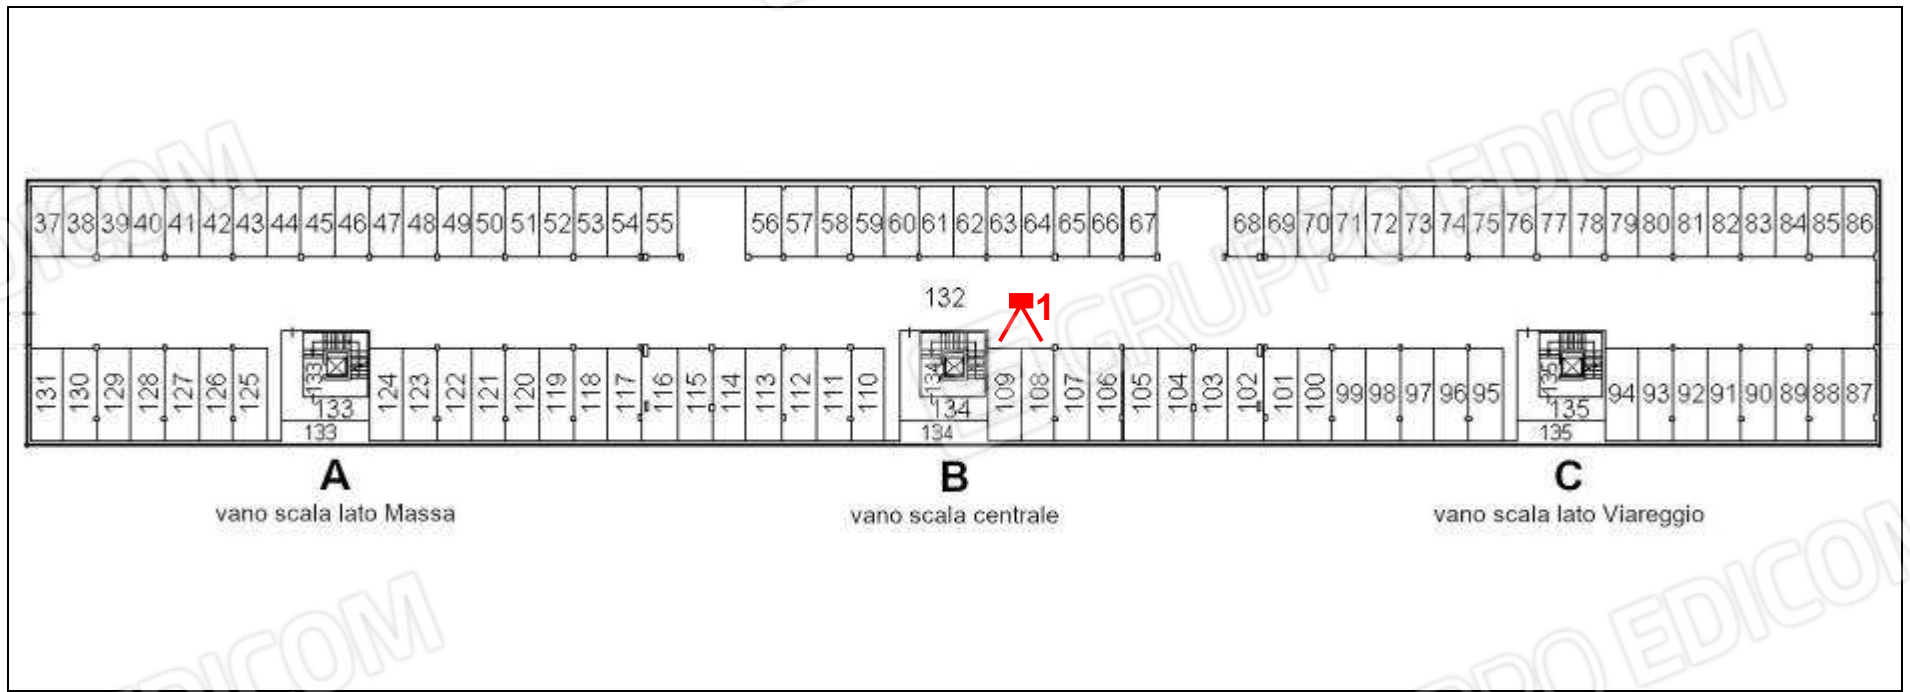 GRUPPO EDICOM
37 38 39 40 41 42 43 44 45 46 47 48 49 50 51 52 53 54 55 56 57 58 59 60 61 62 63 64 65 66 67 68 69 70 71 72 73 74 75 76 77 78 79 80 81 82 83 84 85 86
132
1
131 130 129 128 127 126 125 133 124 123 122 121 120 119 118 117 116 115 114 113 112 111 110 134 109 108 107 106 105 104 103 102 101 100 99 98 97 96 95 135 94 93 92 91 90 89 88 87
133 134 135
133 134 135
A B C
vano scala lato Massa vano scala centrale vano scala lato Viareggio
EDICOM
GRUPPO EDICOM